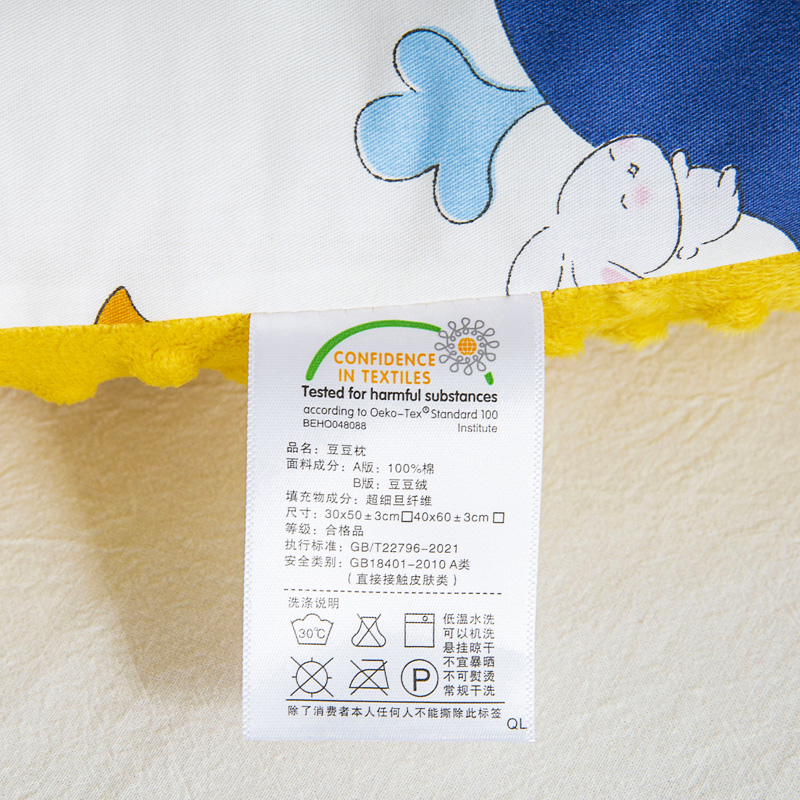 CONFIDENCE
IN TEXTILES
Tested for harmful substances
according to Oeko-Tex® Standard 100
BEHO048088 Institute
品名：豆豆枕
面料成分：A版：100%棉
B版：豆豆绒
填充物成分：超细旦纤维
尺寸：30x50±3cm□40x60±3cm□
等级：合格品
执行标准：GB/T22796-2021
安全类别：GB18401-2010 A类
（直接接触皮肤类）
洗涤说明
30℃
低温水洗
可以机洗
悬挂晾干
不宜暴晒
不可熨烫
常规干洗
P
除了消费者本人任何人不能撕除此标签
QL